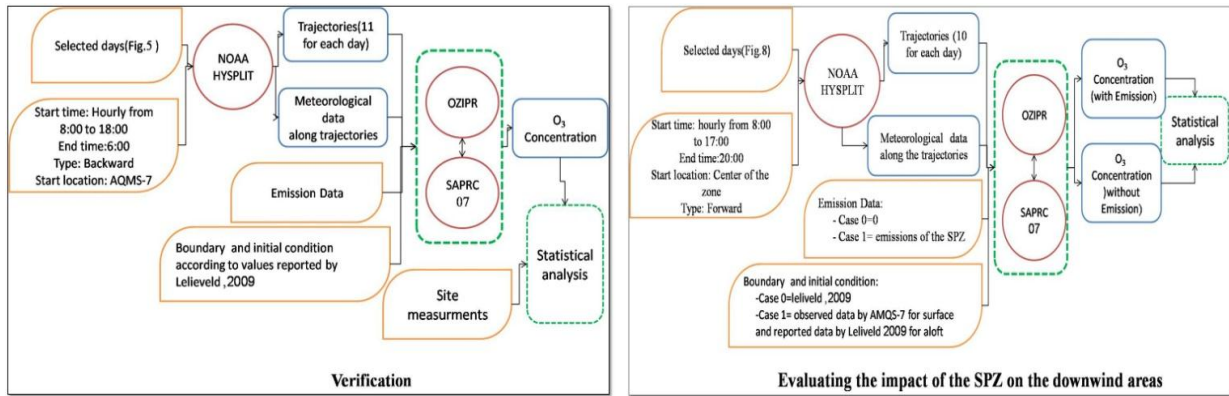 Selected days(Fig.5 )
NOAA
HYSPLIT
Trajectories(11
for each day)
Start time: Hourly from
8:00 to 18:00
End time:6:00
Type: Backward
Start location: AQMS-7
Meteorological
data
along trajectories
Emission Data
Boundary and initial condition
according to values reported by
Lelieveld ,2009
OZIPR
SAPRC
07
O3
Concentration
Site
measurments
Statistical
analysis
Verification
Selected days(Fig.8)
NOAA
HYSPLIT
Trajectories (10
for each day)
Start time: hourly from 8:00
to 17:00
End time:20:00
Start location: Center of the
zone
Type: Forward
Meteorological data
along the trajectories
Emission Data:
- Case 0=0
- Case 1= emissions of the SPZ
Boundary and initial condition:
-Case 0=leliveld ,2009
-Case 1= observed data by AMQS-7 for surface
and reported data by Leliveld 2009 for aloft
OZIPR
SAPRC
07
O3
Concentration
(with Emission)
O3
Concentration
)without
Emission)
Statistical
analysis
Evaluating the impact of the SPZ on the downwind areas